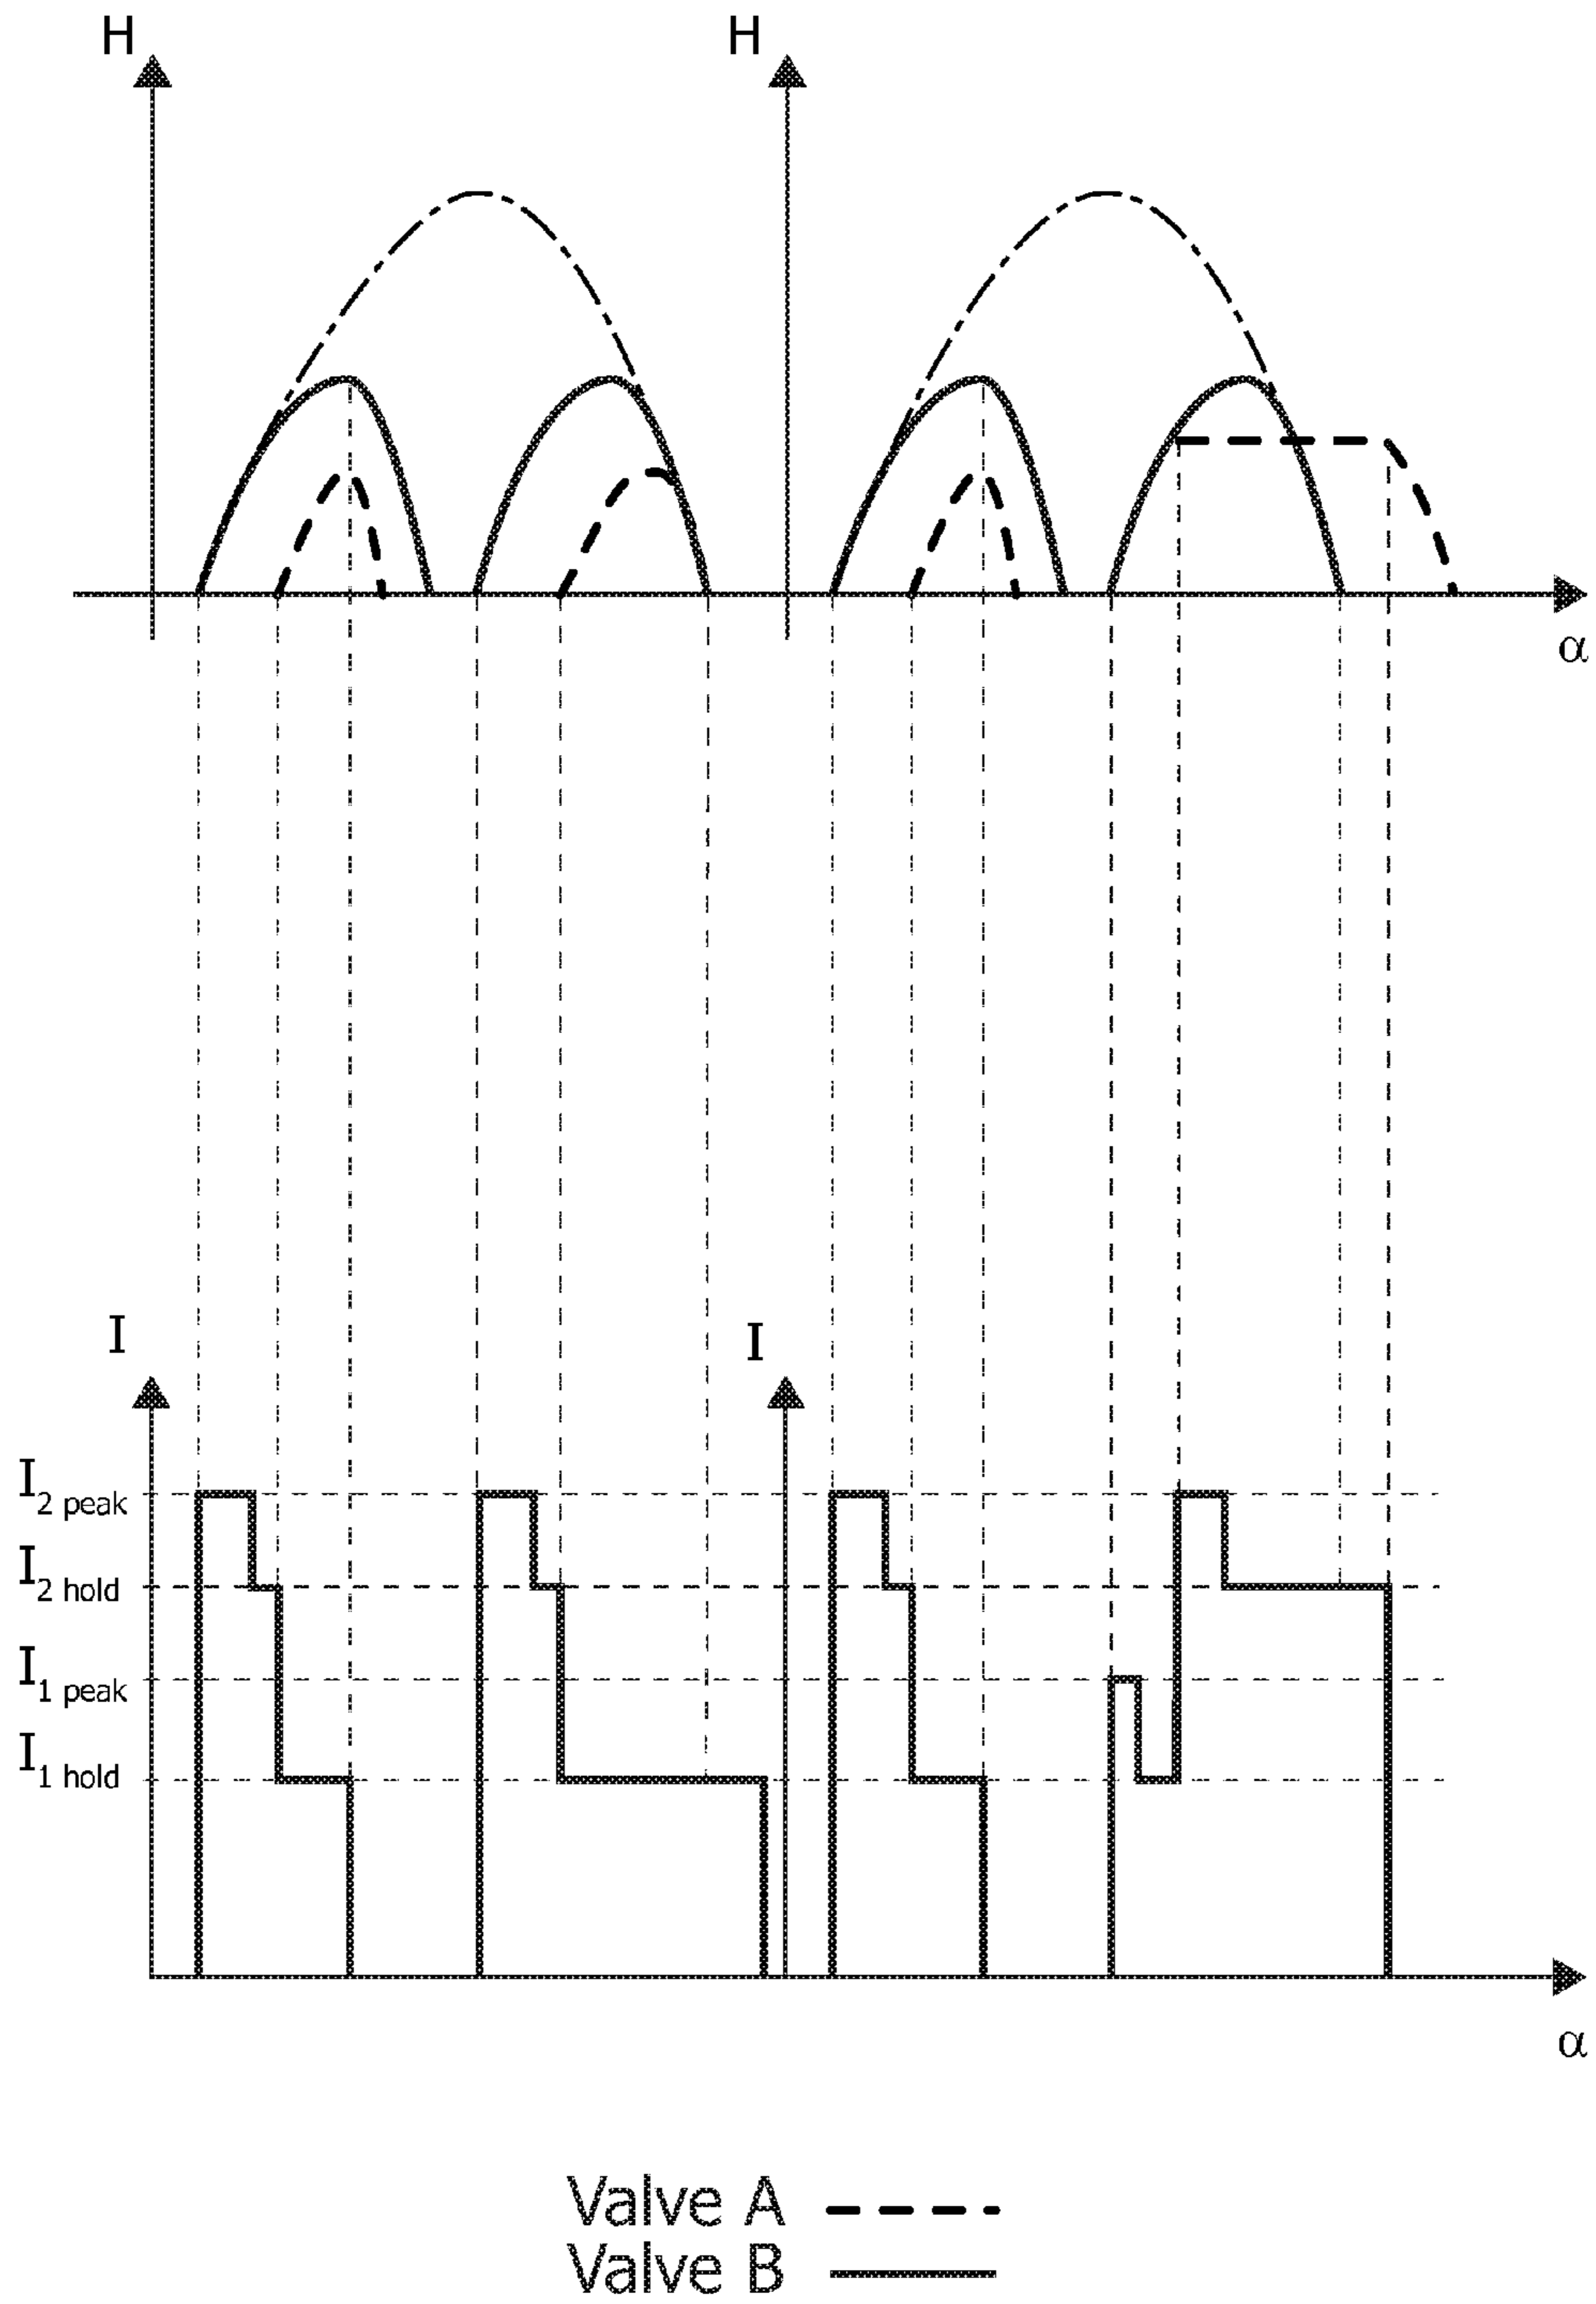 H H
α
I I
I2 peak
I2 hold
I1 peak
I1 hold
α
Valve A
Valve B